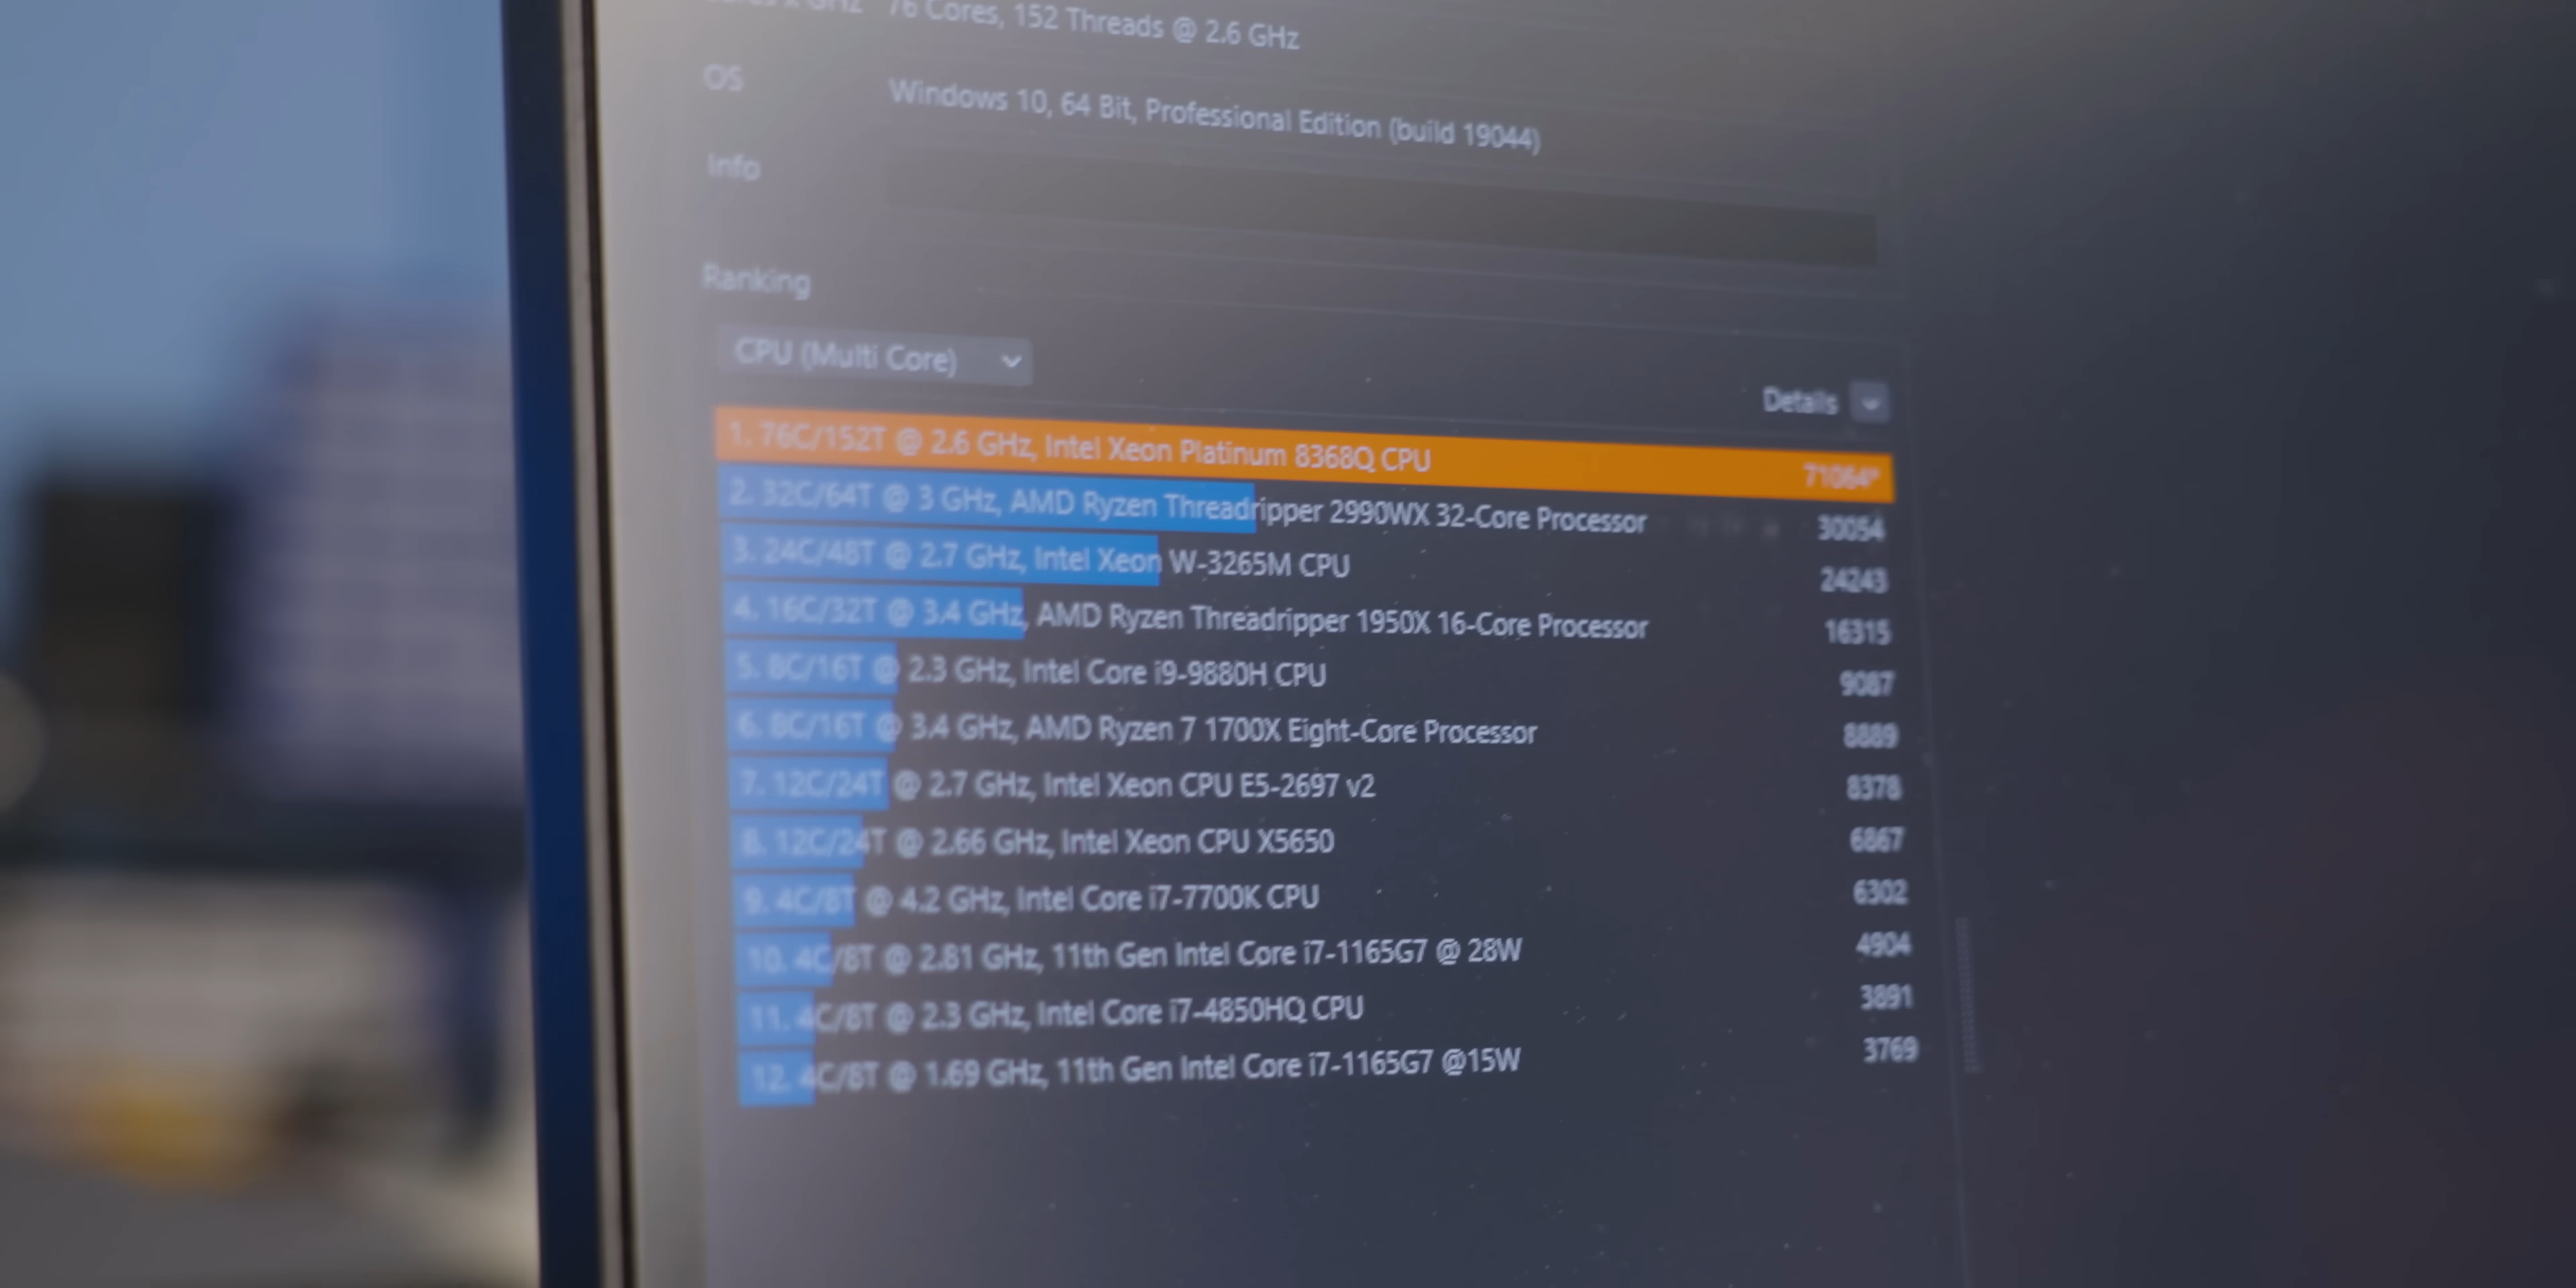 76 Cores, 152 Threads @ 2.6 GHz
OS Windows 10, 64 Bit, Professional Edition (build 19044)
Info
Ranking
CPU (Multi Core)
Details
1. 76C/152T @ 2.6 GHz, Intel Xeon Platinum 8368Q CPU 71064*
2. 32C/64T @ 3 GHz, AMD Ryzen Threadripper 2990WX 32-Core Processor 30054
3. 24C/48T @ 2.7 GHz, Intel Xeon W-3265M CPU 24243
4. 16C/32T @ 3.4 GHz, AMD Ryzen Threadripper 1950X 16-Core Processor 16315
5. 8C/16T @ 2.3 GHz, Intel Core i9-9880H CPU 9087
6. 8C/16T @ 3.4 GHz, AMD Ryzen 7 1700X Eight-Core Processor 8889
7. 12C/24T @ 2.7 GHz, Intel Xeon CPU E5-2697 v2 8378
8. 12C/24T @ 2.66 GHz, Intel Xeon CPU X5650 6867
9. 4C/8T @ 4.2 GHz, Intel Core i7-7700K CPU 6302
10. 4C/8T @ 2.81 GHz, 11th Gen Intel Core i7-1165G7 @ 28W 4904
11. 4C/8T @ 2.3 GHz, Intel Core i7-4850HQ CPU 3891
12. 4C/8T @ 1.69 GHz, 11th Gen Intel Core i7-1165G7 @15W 3769